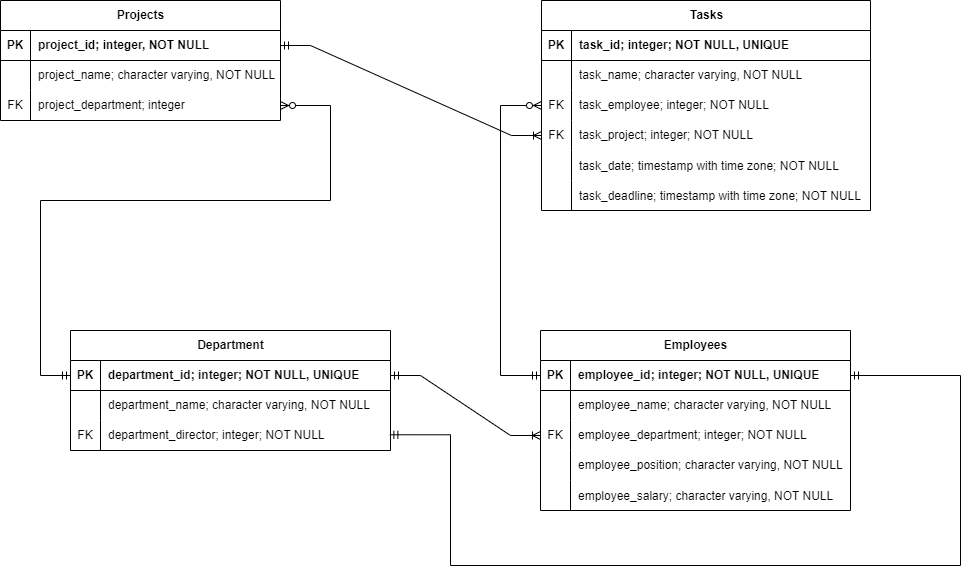 Projects
PK project_id; integer, NOT NULL
project_name; character varying, NOT NULL
FK project_department; integer
Tasks
PK task_id; integer; NOT NULL, UNIQUE
task_name; character varying, NOT NULL
FK task_employee; integer; NOT NULL
FK task_project; integer; NOT NULL
task_date; timestamp with time zone; NOT NULL
task_deadline; timestamp with time zone; NOT NULL
Department
PK department_id; integer; NOT NULL, UNIQUE
department_name; character varying, NOT NULL
FK department_director; integer; NOT NULL
Employees
PK employee_id; integer; NOT NULL, UNIQUE
employee_name; character varying, NOT NULL
FK employee_department; integer; NOT NULL
employee_position; character varying, NOT NULL
employee_salary; character varying, NOT NULL